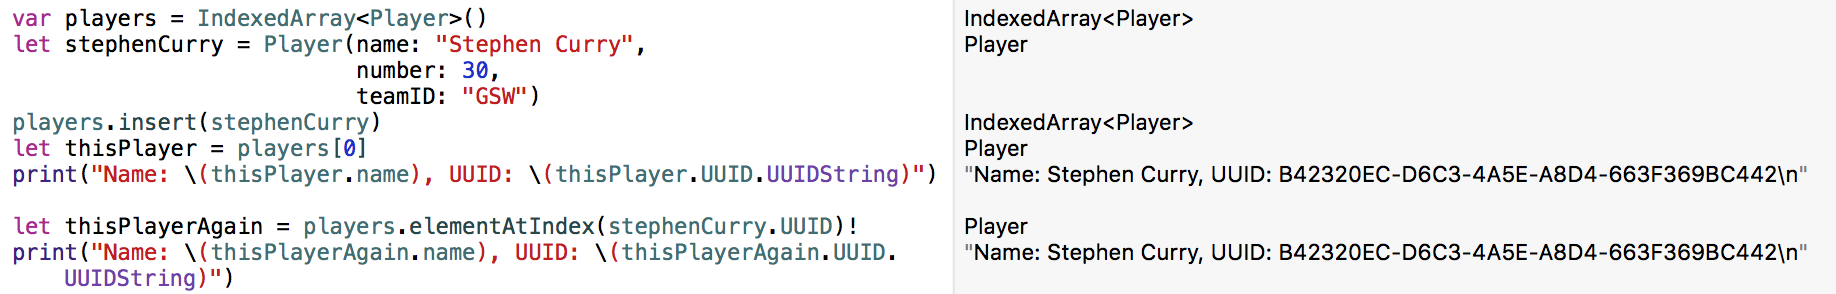 var players = IndexedArray<Player>()
let stephenCurry = Player(name: "Stephen Curry",
number: 30,
teamID: "GSW")
players.insert(stephenCurry)
let thisPlayer = players[0]
print("Name: \(thisPlayer.name), UUID: \(thisPlayer.UUID.UUIDString)")
let thisPlayerAgain = players.elementAtIndex(stephenCurry.UUID)!
print("Name: \(thisPlayerAgain.name), UUID: \(thisPlayerAgain.UUID.
UUIDString)")
IndexedArray<Player>
Player
IndexedArray<Player>
Player
"Name: Stephen Curry, UUID: B42320EC-D6C3-4A5E-A8D4-663F369BC442\n"
Player
"Name: Stephen Curry, UUID: B42320EC-D6C3-4A5E-A8D4-663F369BC442\n"